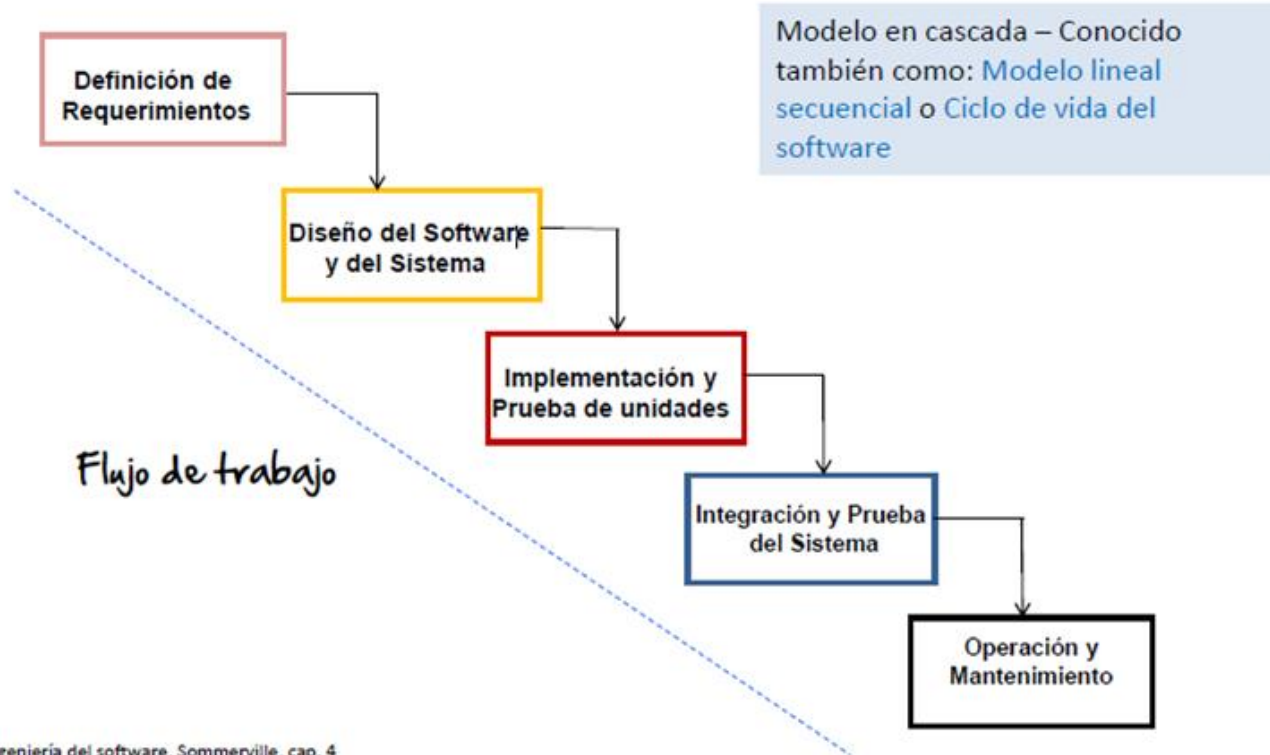 Modelo en cascada – Conocido
también como: Modelo lineal
secuencial o Ciclo de vida del
software
Definición de
Requerimientos
Diseño del Software
y del Sistema
Implementación y
Prueba de unidades
Flujo de trabajo
Integración y Prueba
del Sistema
Operación y
Mantenimiento
geniería del software. Sommerville. cap. 4